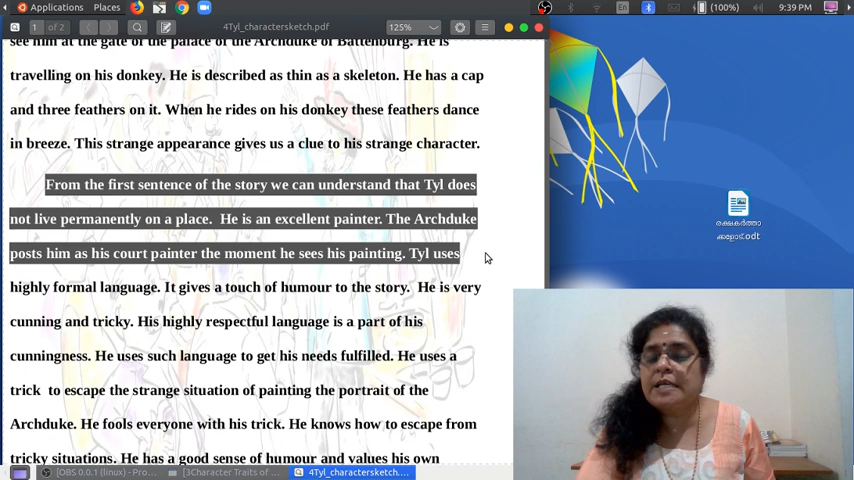 Applications
En
(100%)
9:39 PM
1 of 2
4Tyl_charactersketch.pdf
125%
see him at the gate of the palace of the Archduke of Battenburg. He is
travelling on his donkey. He is described as thin as a skeleton. He has a cap
and three feathers on it. When he rides on his donkey these feathers dance
in breeze. This strange appearance gives us a clue to his strange character.
From the first sentence of the story we can understand that Tyl does
not live permanently on a place. He is an excellent painter. The Archduke
posts him as his court painter the moment he sees his painting. Tyl uses
highly formal language. It gives a touch of humour to the story. He is very
cunning and tricky. His highly respectful language is a part of his
cunningness. He uses such language to get his needs fulfilled. He uses a
trick to escape the strange situation of painting the portrait of the
Archduke. He fools everyone with his trick. He knows how to escape from
tricky situations. He has a good sense of humour and values his own
രക്ഷകർത്താ
ക്കളോട്.odt
[OBS 0.0.1 (linux) - Pro...
[3Character Traits of ...
4Tyl_charactersketch....